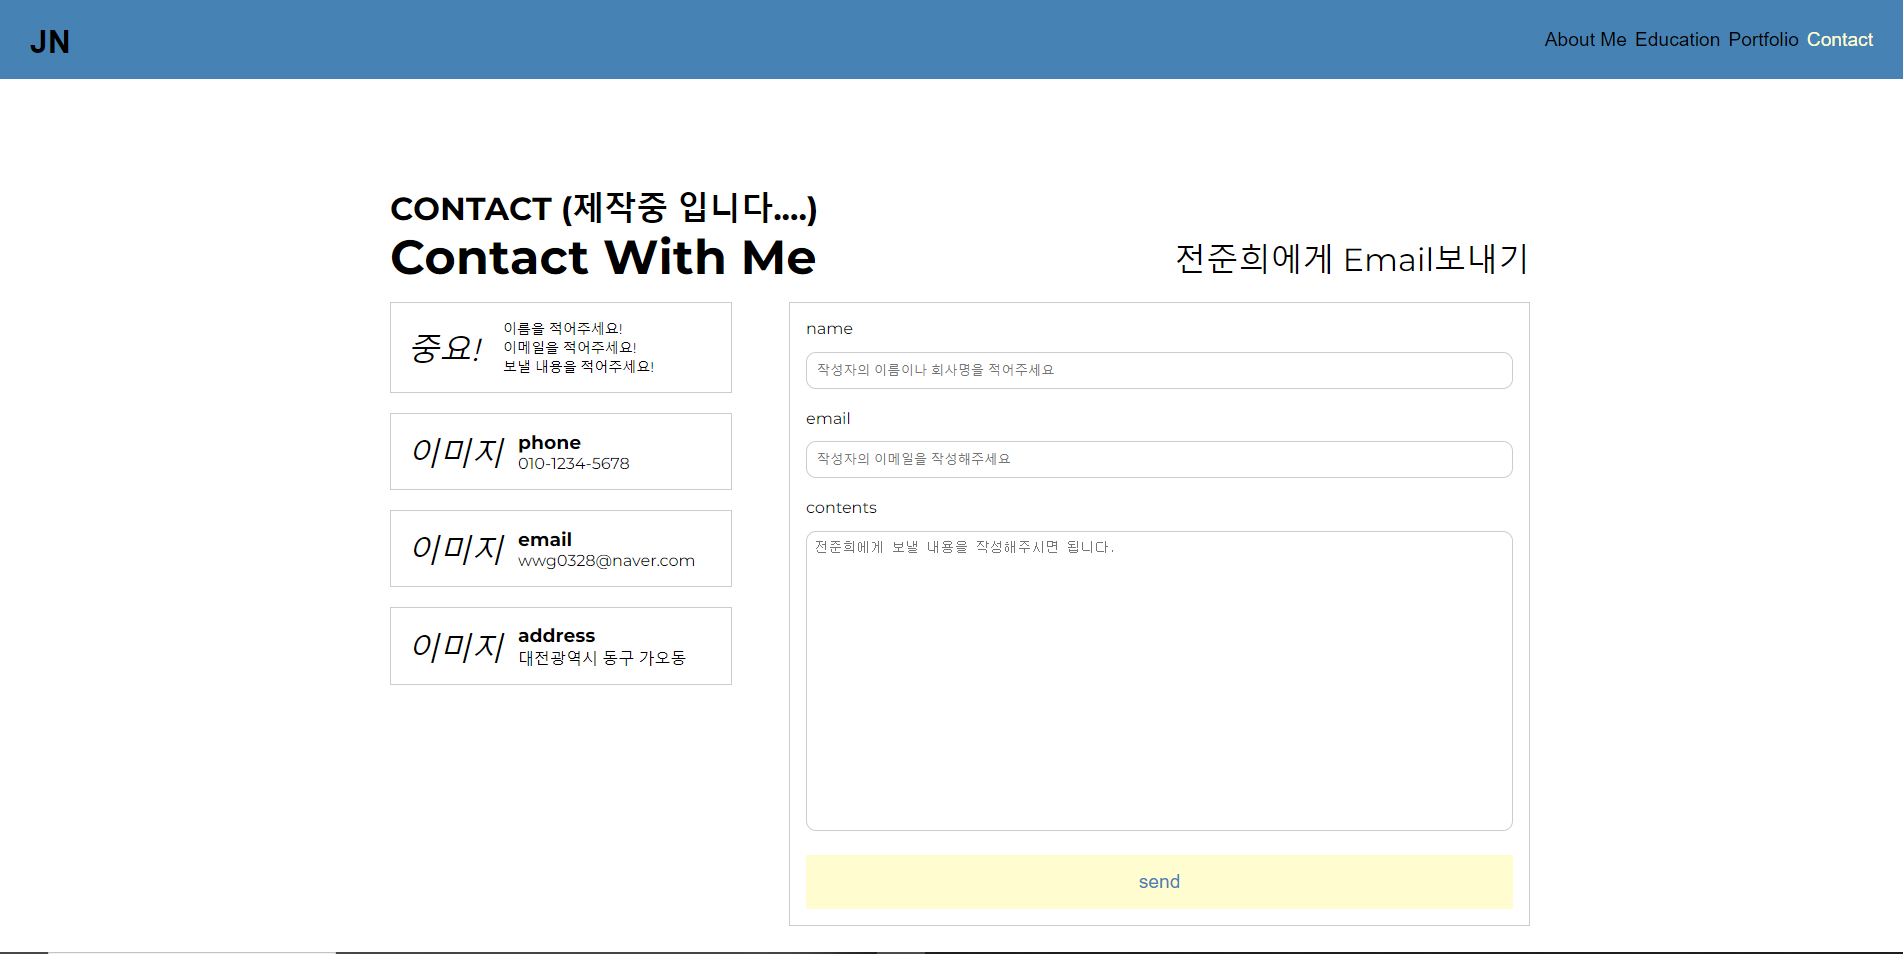 JN
About Me Education Portfolio Contact
CONTACT (제작중 입니다....)
Contact With Me
전준희에게 Email보내기
중요!
이름을 적어주세요!
이메일을 적어주세요!
보낼 내용을 적어주세요!
이미지
phone
010-1234-5678
이미지
email
wwg0328@naver.com
이미지
address
대전광역시 동구 가오동
name
작성자의 이름이나 회사명을 적어주세요
email
작성자의 이메일을 작성해주세요
contents
전준희에게 보낼 내용을 작성해주시면 됩니다.
send